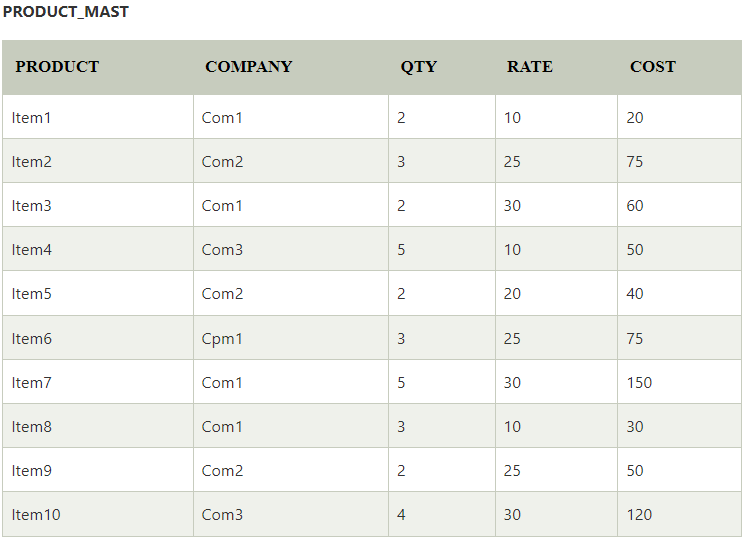 PRODUCT_MAST
PRODUCT COMPANY QTY RATE COST
Item1 Com1 2 10 20
Item2 Com2 3 25 75
Item3 Com1 2 30 60
Item4 Com3 5 10 50
Item5 Com2 2 20 40
Item6 Cpm1 3 25 75
Item7 Com1 5 30 150
Item8 Com1 3 10 30
Item9 Com2 2 25 50
Item10 Com3 4 30 120